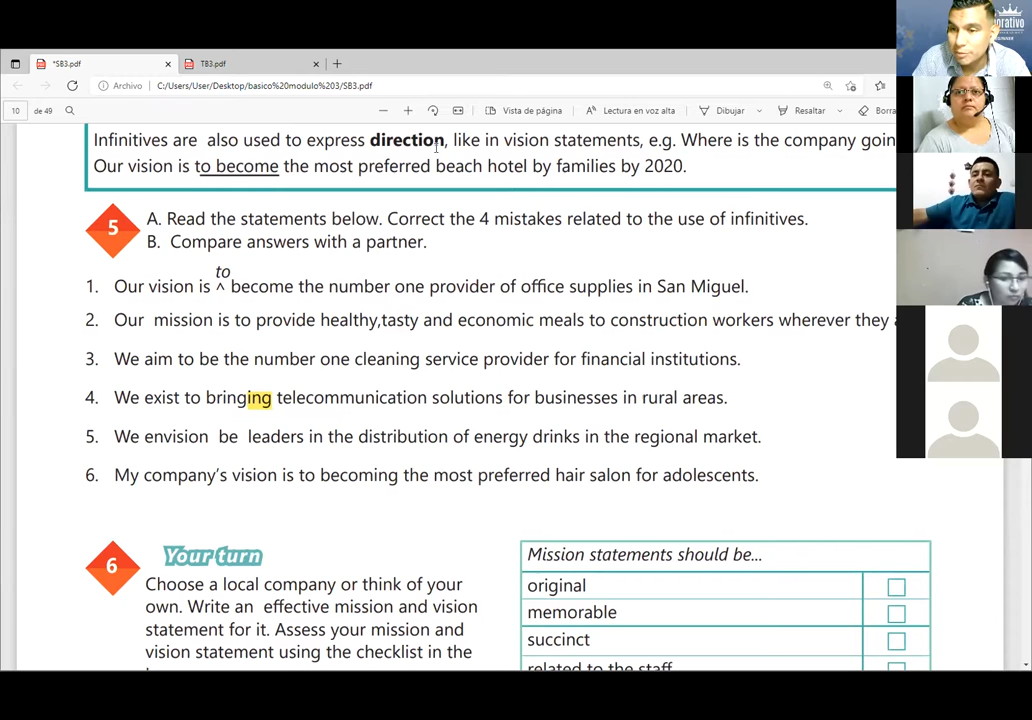 orativo
*SB3.pdf
TB3.pdf
Archivo C:/Users/User/Desktop/basico%20modulo%203/SB3.pdf
10 de 49 Vista de página Lectura en voz alta Dibujar Resaltar Borra
Infinitives are also used to express direction, like in vision statements, e.g. Where is the company goin
Our vision is to become the most preferred beach hotel by families by 2020.
5
A. Read the statements below. Correct the 4 mistakes related to the use of infinitives.
B. Compare answers with a partner.
to
1. Our vision is ^ become the number one provider of office supplies in San Miguel.
2. Our mission is to provide healthy,tasty and economic meals to construction workers wherever they a
3. We aim to be the number one cleaning service provider for financial institutions.
4. We exist to bringing telecommunication solutions for businesses in rural areas.
5. We envision be leaders in the distribution of energy drinks in the regional market.
6. My company's vision is to becoming the most preferred hair salon for adolescents.
6
Your turn
Choose a local company or think of your
own. Write an effective mission and vision
statement for it. Assess your mission and
vision statement using the checklist in the
Mission statements should be...
original
memorable
succinct
related to the staff